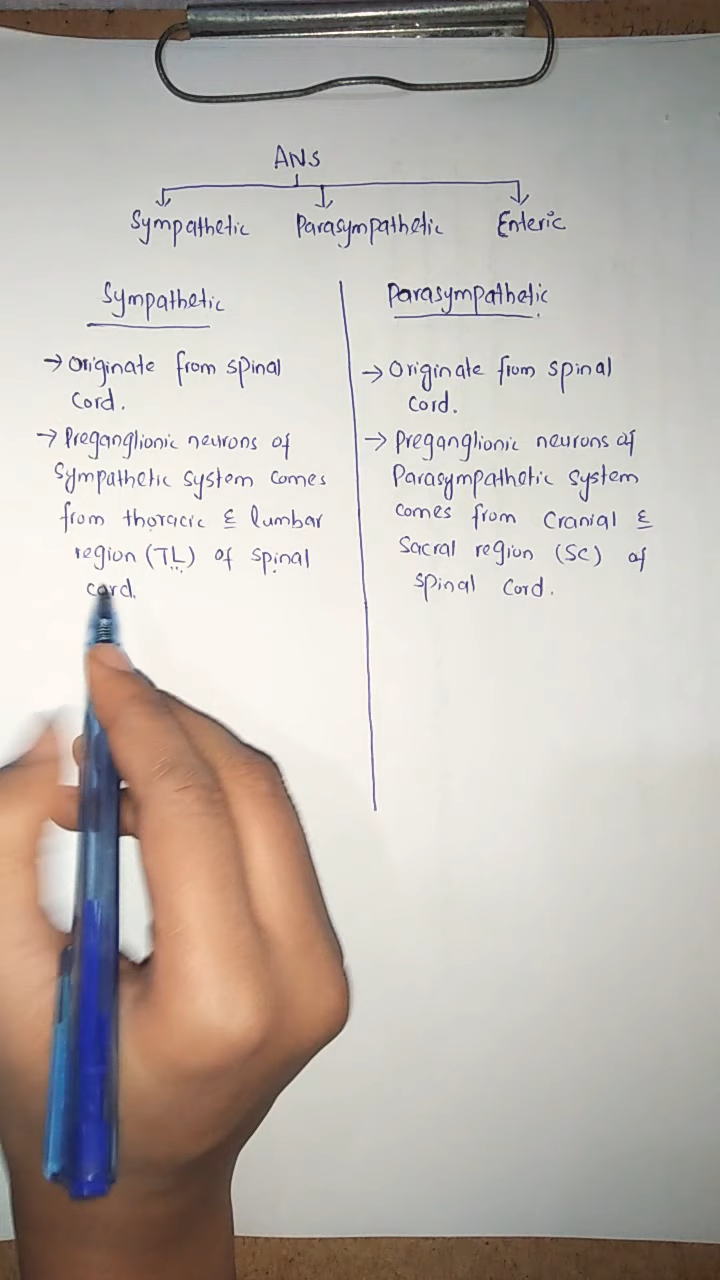 ANS
Sympathetic Parasympathetic Enteric
Sympathetic
→ Originate from spinal
cord.
→ Preganglionic neurons of
Sympathetic system comes
from thoracic & lumbar
region (TL) of spinal
cord.
Parasympathetic
→ Originate from spinal
cord.
→ Preganglionic neurons of
Parasympathetic system
comes from Cranial &
Sacral region (SC) of
spinal Cord.